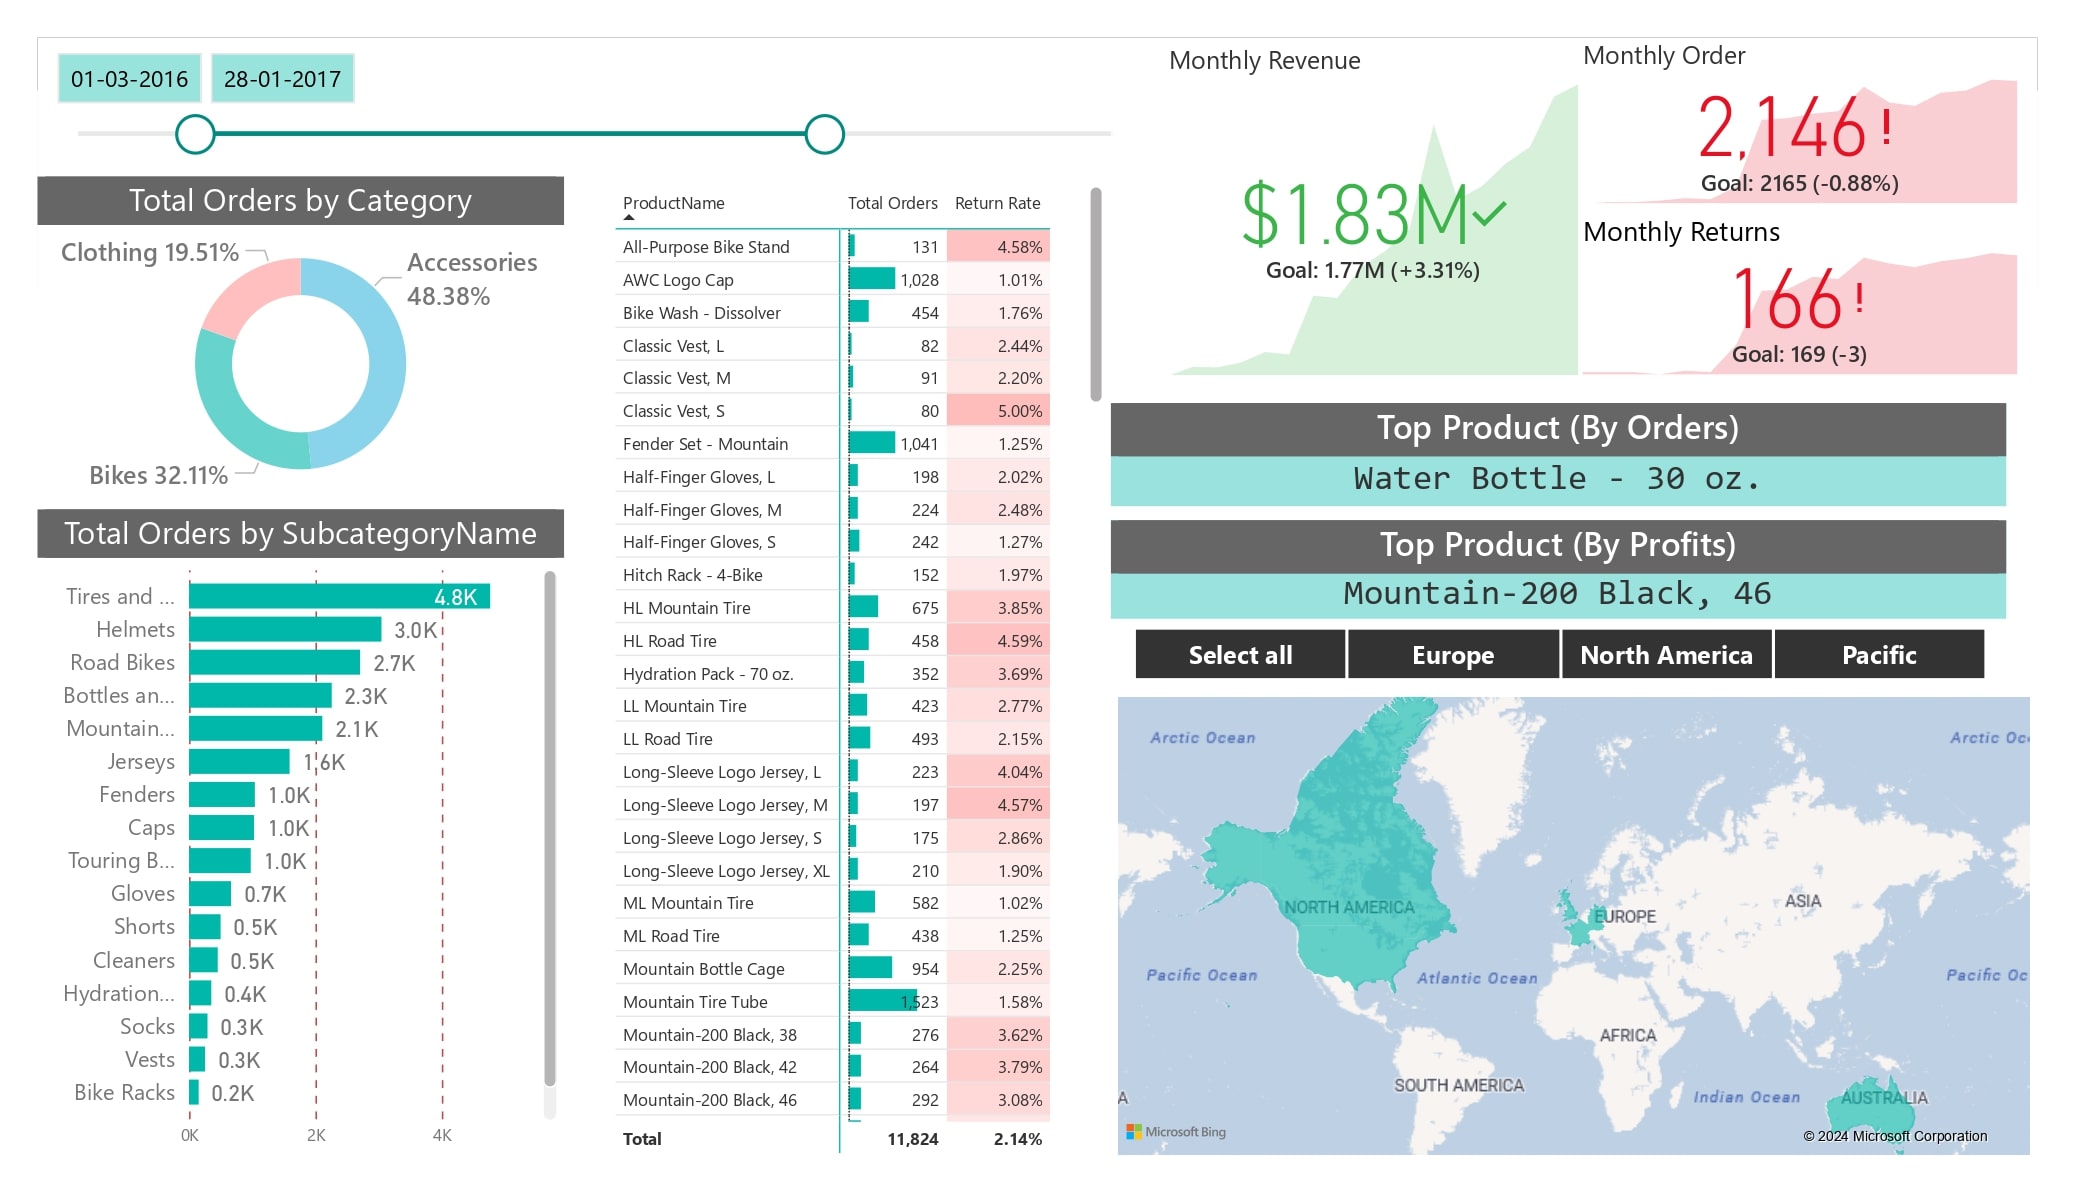 01-03-2016
28-01-2017
Total Orders by Category
Clothing 19.51%
Accessories
48.38%
Bikes 32.11%
Total Orders by SubcategoryName
Tires and ... 4.8K
Helmets 3.0K
Road Bikes 2.7K
Bottles an... 2.3K
Mountain... 2.1K
Jerseys 1.6K
Fenders 1.0K
Caps 1.0K
Touring B... 1.0K
Gloves 0.7K
Shorts 0.5K
Cleaners 0.5K
Hydration... 0.4K
Socks 0.3K
Vests 0.3K
Bike Racks 0.2K
0K 2K 4K
ProductName Total Orders Return Rate
All-Purpose Bike Stand 131 4.58%
AWC Logo Cap 1,028 1.01%
Bike Wash - Dissolver 454 1.76%
Classic Vest, L 82 2.44%
Classic Vest, M 91 2.20%
Classic Vest, S 80 5.00%
Fender Set - Mountain 1,041 1.25%
Half-Finger Gloves, L 198 2.02%
Half-Finger Gloves, M 224 2.48%
Half-Finger Gloves, S 242 1.27%
Hitch Rack - 4-Bike 152 1.97%
HL Mountain Tire 675 3.85%
HL Road Tire 458 4.59%
Hydration Pack - 70 oz. 352 3.69%
LL Mountain Tire 423 2.77%
LL Road Tire 493 2.15%
Long-Sleeve Logo Jersey, L 223 4.04%
Long-Sleeve Logo Jersey, M 197 4.57%
Long-Sleeve Logo Jersey, S 175 2.86%
Long-Sleeve Logo Jersey, XL 210 1.90%
ML Mountain Tire 582 1.02%
ML Road Tire 438 1.25%
Mountain Bottle Cage 954 2.25%
Mountain Tire Tube 1,523 1.58%
Mountain-200 Black, 38 276 3.62%
Mountain-200 Black, 42 264 3.79%
Mountain-200 Black, 46 292 3.08%
Total 11,824 2.14%
Monthly Revenue
$1.83M
Goal: 1.77M (+3.31%)
Monthly Order
2,146 !
Goal: 2165 (-0.88%)
Monthly Returns
166 !
Goal: 169 (-3)
Top Product (By Orders)
Water Bottle - 30 oz.
Top Product (By Profits)
Mountain-200 Black, 46
Select all
Europe
North America
Pacific
Arctic Ocean
Arctic Oc
NORTH AMERICA
EUROPE
ASIA
Pacific Ocean
Atlantic Ocean
Pacific Oc
AFRICA
SOUTH AMERICA
Indian Ocean
AUSTRALIA
A
Microsoft Bing
© 2024 Microsoft Corporation